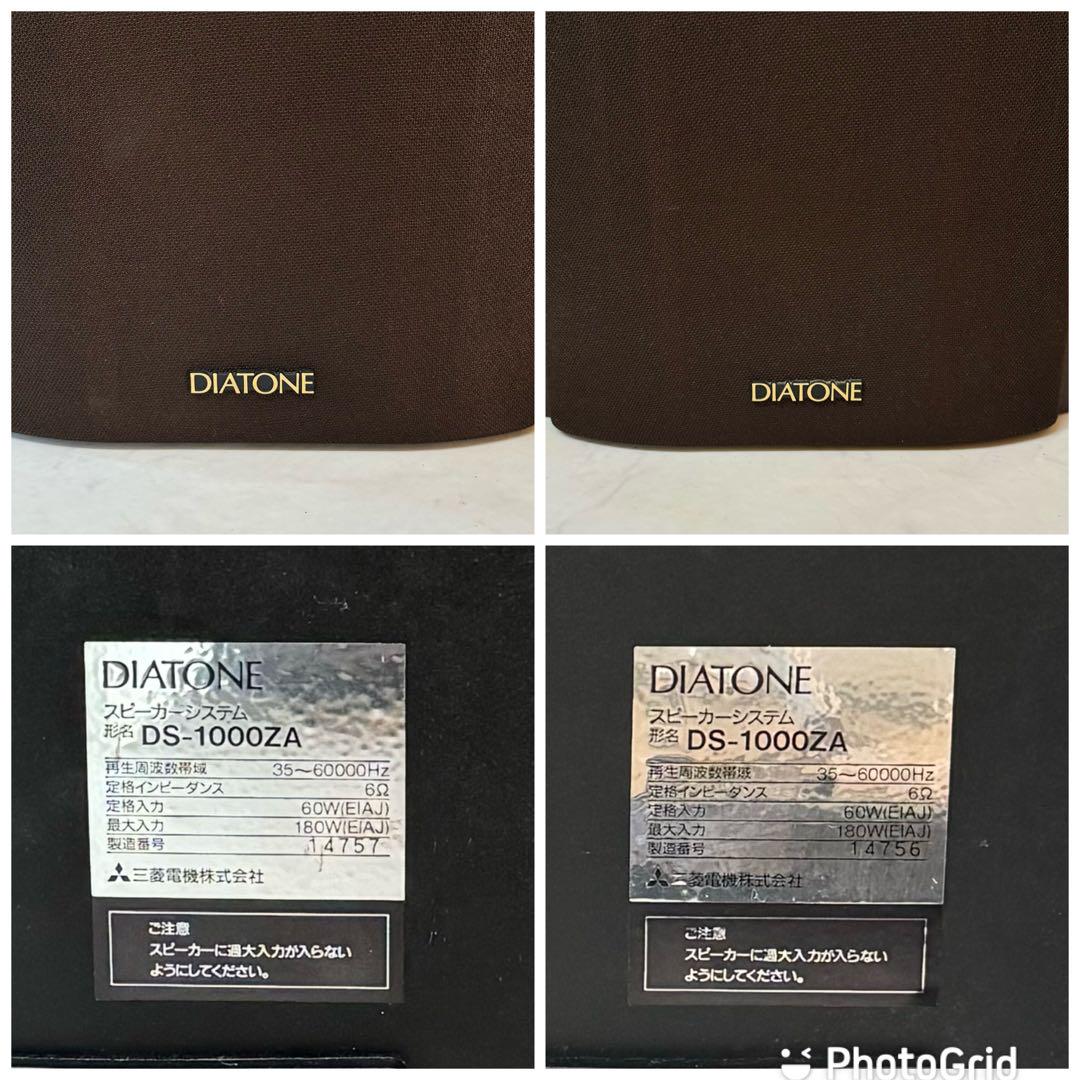 DIATONE
DIATONE
DIATONE
スピーカーシステム
形名 DS-1000ZA
再生周波数帯域 35〜60000Hz
定格インピーダンス 6Ω
定格入力 60W(EIAJ)
最大入力 180W(EIAJ)
製造番号 14757
三菱電機株式会社
ご注意
スピーカーに過大入力が入らない
ようにしてください。
DIATONE
スピーカーシステム
形名 DS-1000ZA
再生周波数帯域 35〜60000Hz
定格インピーダンス 6Ω
定格入力 60W(EIAJ)
最大入力 180W(EIAJ)
製造番号 14756
三菱電機株式会社
ご注意
スピーカーに過大入力が入らない
ようにしてください。
PhotoGrid